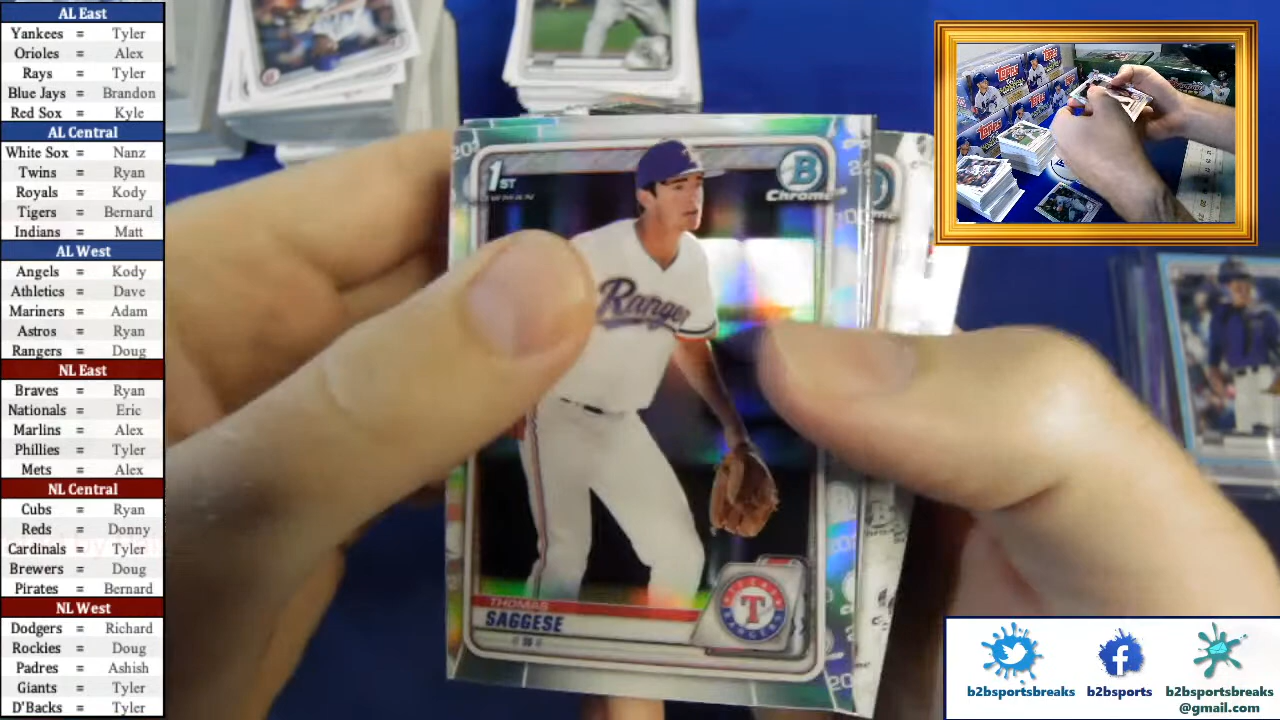 AL East
Yankees = Tyler
Orioles = Alex
Rays = Tyler
Blue Jays = Brandon
Red Sox = Kyle
AL Central
White Sox = Nanz
Twins = Ryan
Royals = Kody
Tigers = Bernard
Indians = Matt
AL West
Angels = Kody
Athletics = Dave
Mariners = Adam
Astros = Ryan
Rangers = Doug
NL East
Braves = Ryan
Nationals = Eric
Marlins = Alex
Phillies = Tyler
Mets = Alex
NL Central
Cubs = Ryan
Reds = Donny
Cardinals = Tyler
Brewers = Doug
Pirates = Bernard
NL West
Dodgers = Richard
Rockies = Doug
Padres = Ashish
Giants = Tyler
D'Backs = Tyler
1ST
BOWMAN
B
Chrome
Rangers
THOMAS
SAGGESE
T
Topps
Topps
b2bsportsbreaks
b2bsports
b2bsportsbreaks
@gmail.com